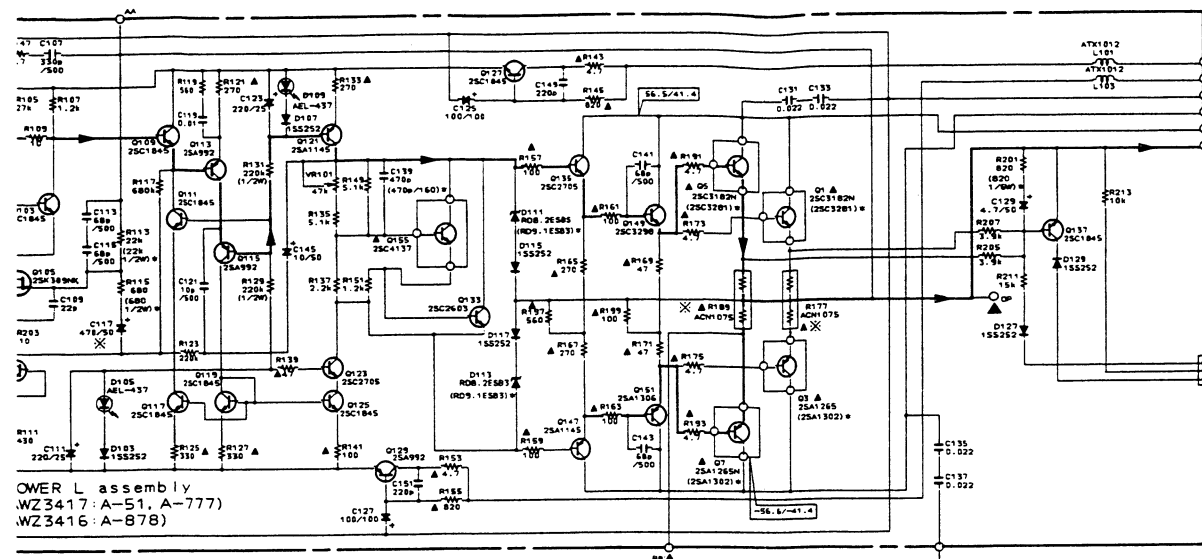 AA
C107
330p
/500
R105
27k
R107
1.2k
R109
10
R119
560
R121
270
C119
0.01
C123
220/25
D109
AEL-437
D107
1SS252
R133
270
Q121
2SA1145
Q109
2SC1845
Q113
2SA992
R131
220k
(1/2W)
R117
680k
Q111
2SC1845
C113
68p
/500
R113
22k
(22k
1/2W)*
Q115
2SA992
R129
220k
(1/2W)
C121
10p
/500
C145
10/50
Q105
2SK389NK
C109
22p
R115
680
(680
1/2W)*
C117
R203
10
R123
220k
VR101
47k
R149
5.1k
C139
470p
(470p/160)*
R135
5.1k
Q155
2SC4137
R137
2.2k
R151
1.2k
Q133
2SC2603
R139
47
Q123
2SC2705
D105
AEL-437
Q117
2SC1845
Q119
2SC1845
Q125
2SC1845
R111
430
C111
220/25
D103
1SS252
R125
330
R127
330
R141
100
Q129
2SA992
R153
4.7
C151
220p
R155
820
C127
100/100
Q127
2SC1845
C125
100/100
C149
220p
R143
4.7
R145
820
56.5/41.4
R157
100
Q135
2SC2705
D111
RD8.2ESB5
(RD9.1ESB3)*
D115
1SS252
R165
270
R161
100
C141
68p
/500
Q149
2SC3298
R169
47
R197
560
R199
100
D117
1SS252
R167
270
R171
47
D113
RD8.2ESB3
(RD9.1ESB3)*
R159
100
Q147
2SA1145
R163
100
Q151
2SA1306
C143
68p
/500
R191
4.7
Q5
2SC3182N
(2SC3281)*
R173
4.7
Q1
2SC3182N
(2SC3281)*
C131
0.022
C133
0.022
R189
ACN1075
R177
ACN1075
R175
4.7
Q3
2SA1265
(2SA1302)*
R193
4.7
Q7
2SA1265N
(2SA1302)*
-56.6/-41.4
ATX1012
L101
ATX1012
L103
R201
820
(820
C129
4.7/50
R207
3.9k
R205
3.9k
R211
15k
Q137
2SC1845
D129
1SS252
R213
10k
OP
D127
1SS252
C135
0.022
C137
0.022
OWER L assembly
WZ3417:A-51, A-777)
WZ3416:A-878)